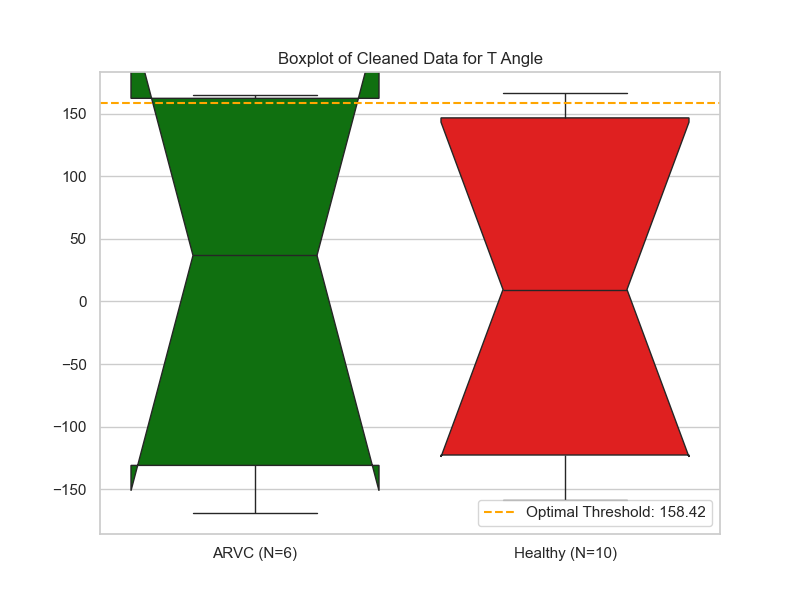 Boxplot of Cleaned Data for T Angle
150
100
50
0
−50
−100
−150
Optimal Threshold: 158.42
ARVC (N=6)
Healthy (N=10)